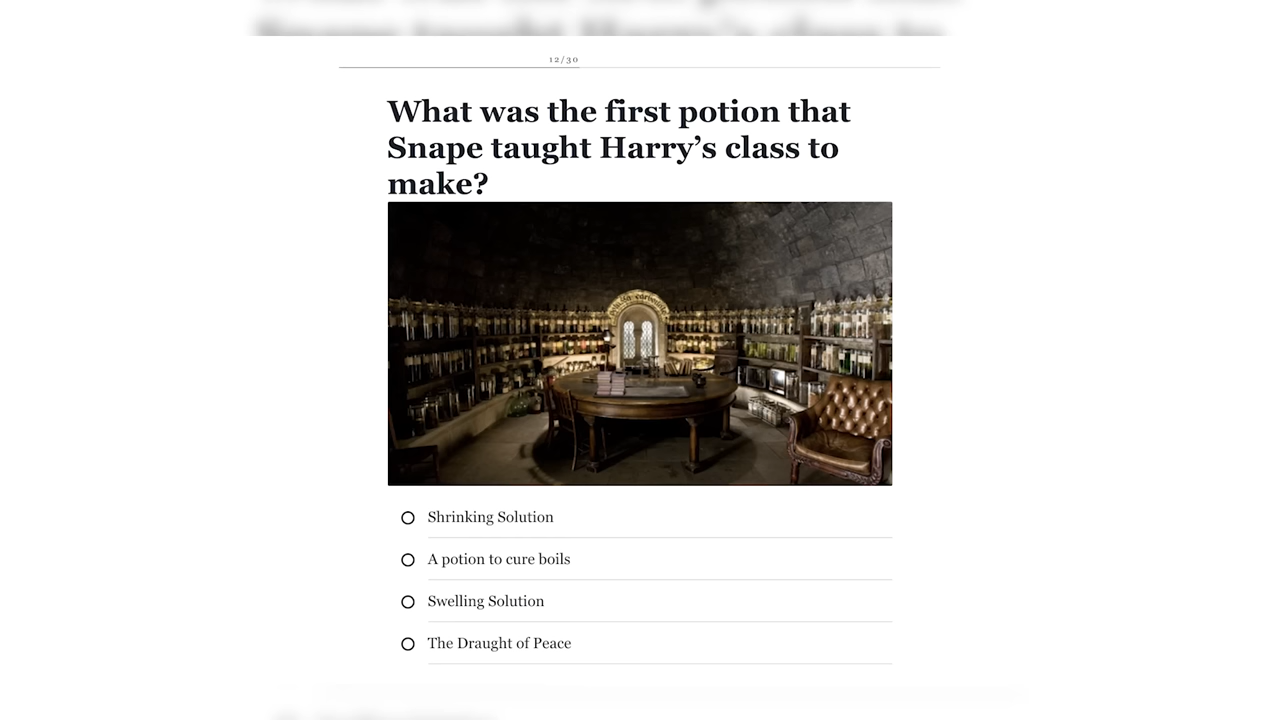 12/30
What was the first potion that
Snape taught Harry’s class to
make?
Shrinking Solution
A potion to cure boils
Swelling Solution
The Draught of Peace